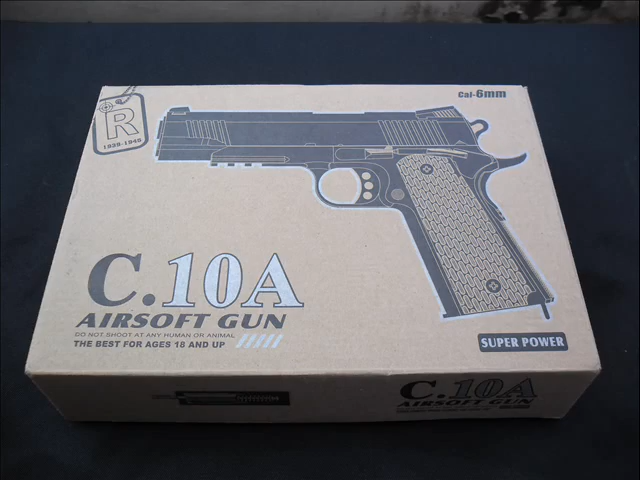 Cal-6mm
R
1939-1945
C.10A
AIRSOFT GUN
DO NOT SHOOT AT ANY HUMAN OR ANIMAL
THE BEST FOR AGES 18 AND UP
SUPER POWER
C.10A
AIRSOFT GUN